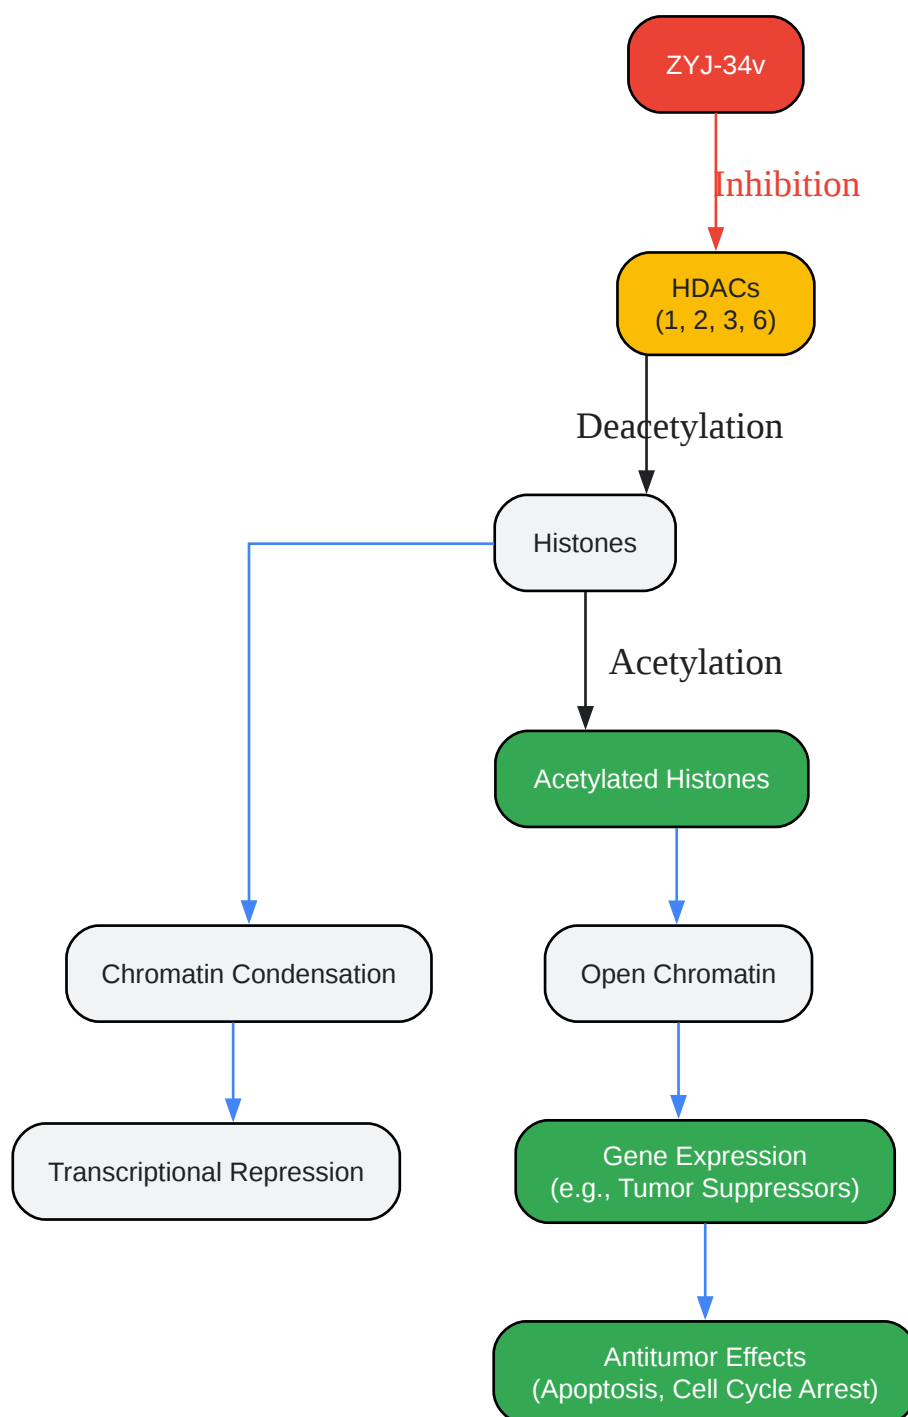 ZYJ-34v
Inhibition
HDACs
(1, 2, 3, 6)
Deacetylation
Histones
Acetylation
Acetylated Histones
Chromatin Condensation
Open Chromatin
Transcriptional Repression
Gene Expression
(e.g., Tumor Suppressors)
Antitumor Effects
(Apoptosis, Cell Cycle Arrest)